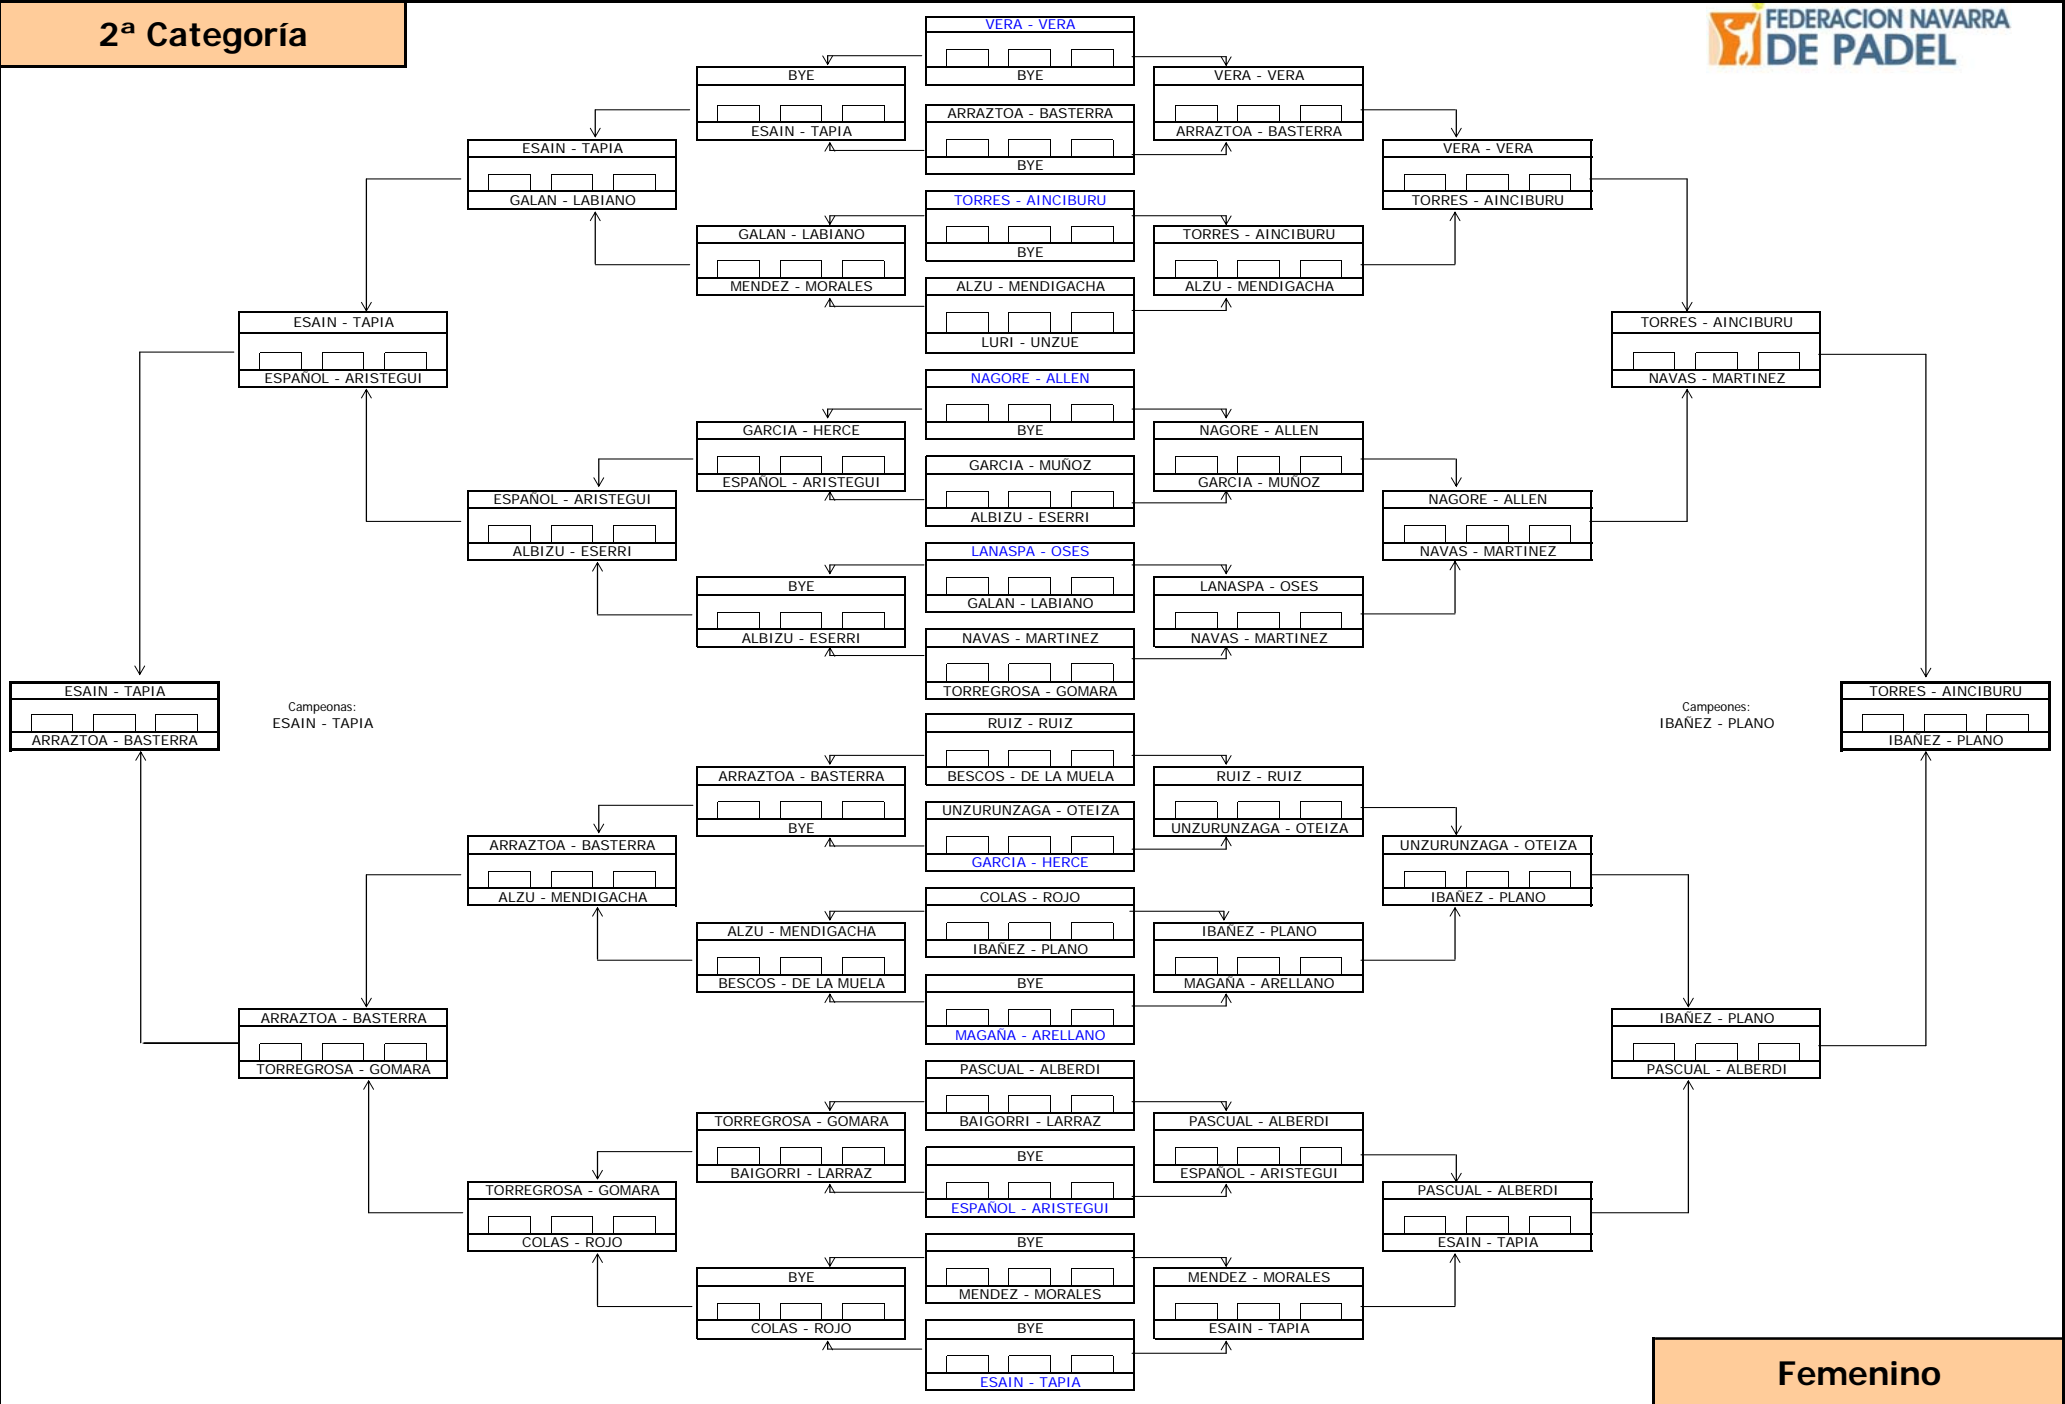 2ª Categoría
FEDERACION NAVARRA
DE PADEL
VERA - VERA
BYE
ARRAZTOA - BASTERRA
BYE
TORRES - AINCIBURU
BYE
ALZU - MENDIGACHA
LURI - UNZUE
NAGORE - ALLEN
BYE
GARCIA - MUÑOZ
ALBIZU - ESERRI
LANASPA - OSES
GALAN - LABIANO
NAVAS - MARTINEZ
TORREGROSA - GOMARA
RUIZ - RUIZ
BESCOS - DE LA MUELA
UNZURUNZAGA - OTEIZA
GARCIA - HERCE
COLAS - ROJO
IBAÑEZ - PLANO
BYE
MAGAÑA - ARELLANO
PASCUAL - ALBERDI
BAIGORRI - LARRAZ
BYE
ESPAÑOL - ARISTEGUI
BYE
MENDEZ - MORALES
BYE
ESAIN - TAPIA
BYE
ESAIN - TAPIA
GALAN - LABIANO
MENDEZ - MORALES
GARCIA - HERCE
ESPAÑOL - ARISTEGUI
BYE
ALBIZU - ESERRI
ARRAZTOA - BASTERRA
BYE
ALZU - MENDIGACHA
BESCOS - DE LA MUELA
TORREGROSA - GOMARA
BAIGORRI - LARRAZ
BYE
COLAS - ROJO
ESAIN - TAPIA
GALAN - LABIANO
ESPAÑOL - ARISTEGUI
ALBIZU - ESERRI
ARRAZTOA - BASTERRA
ALZU - MENDIGACHA
TORREGROSA - GOMARA
COLAS - ROJO
ESAIN - TAPIA
ESPAÑOL - ARISTEGUI
ARRAZTOA - BASTERRA
TORREGROSA - GOMARA
ESAIN - TAPIA
ARRAZTOA - BASTERRA
Campeonas:
ESAIN - TAPIA
VERA - VERA
ARRAZTOA - BASTERRA
TORRES - AINCIBURU
ALZU - MENDIGACHA
NAGORE - ALLEN
GARCIA - MUÑOZ
LANASPA - OSES
NAVAS - MARTINEZ
RUIZ - RUIZ
UNZURUNZAGA - OTEIZA
IBAÑEZ - PLANO
MAGAÑA - ARELLANO
PASCUAL - ALBERDI
ESPAÑOL - ARISTEGUI
MENDEZ - MORALES
ESAIN - TAPIA
VERA - VERA
TORRES - AINCIBURU
NAGORE - ALLEN
NAVAS - MARTINEZ
UNZURUNZAGA - OTEIZA
IBAÑEZ - PLANO
PASCUAL - ALBERDI
ESAIN - TAPIA
TORRES - AINCIBURU
NAVAS - MARTINEZ
IBAÑEZ - PLANO
PASCUAL - ALBERDI
Campeones:
IBAÑEZ - PLANO
TORRES - AINCIBURU
IBAÑEZ - PLANO
Femenino